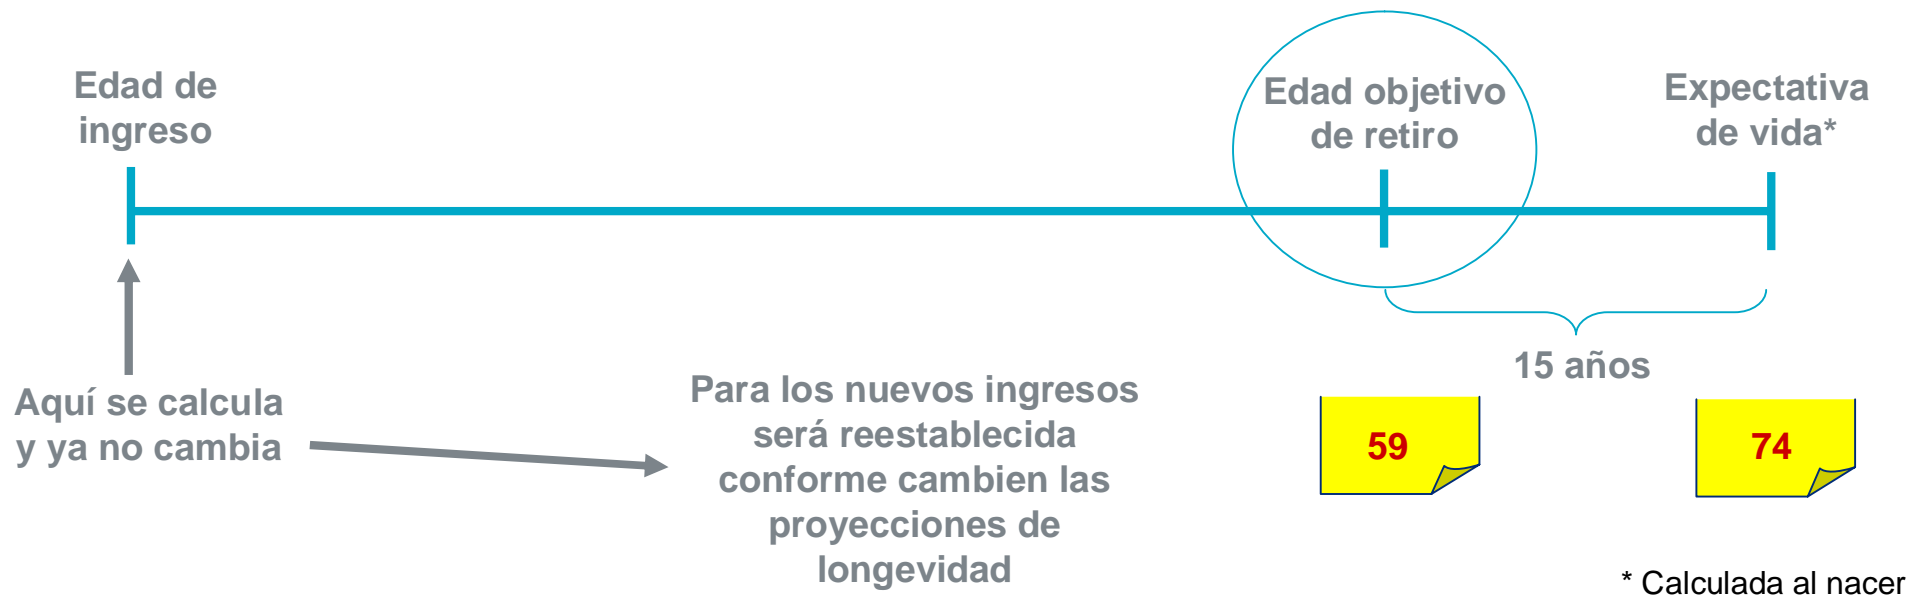 Edad de
ingreso
Edad objetivo
de retiro
Expectativa
de vida*
15 años
Aquí se calcula
y ya no cambia
Para los nuevos ingresos
será reestablecida
conforme cambien las
proyecciones de
longevidad
59
74
* Calculada al nacer